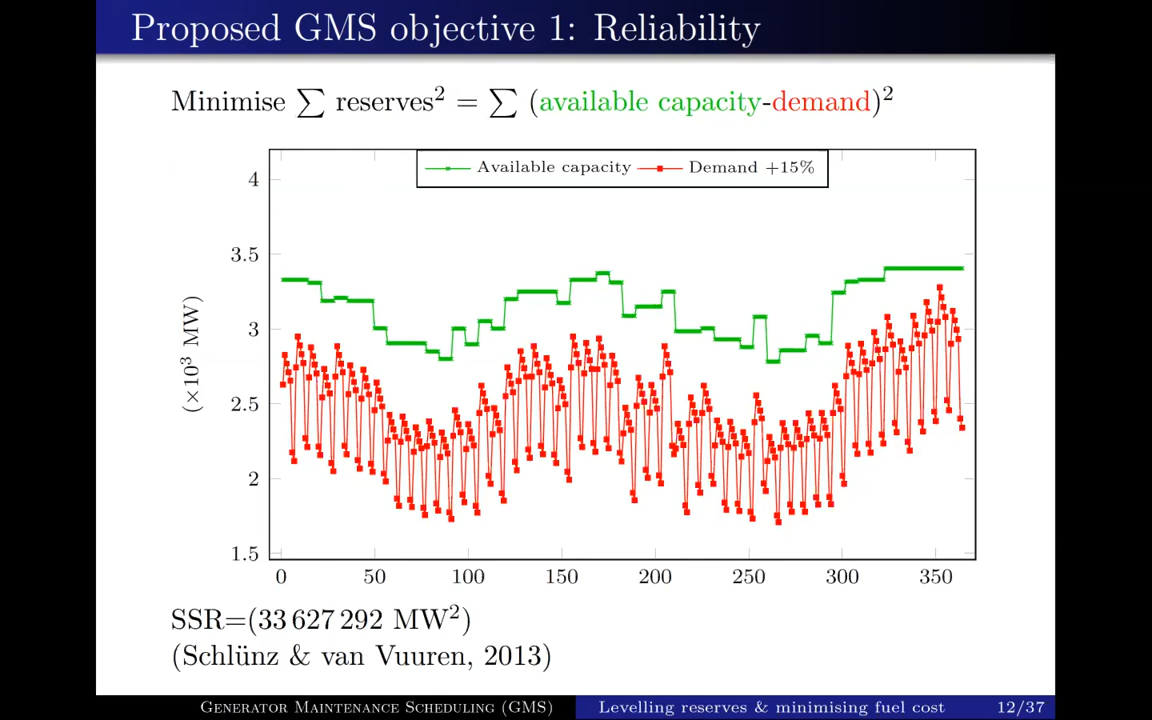 Proposed GMS objective 1: Reliability
Minimise ∑ reserves² = ∑ (available capacity-demand)²
Available capacity Demand +15%
4
3.5
3
2.5
2
1.5
(×10³ MW)
0 50 100 150 200 250 300 350
SSR=(33 627 292 MW²)
(Schlünz & van Vuuren, 2013)
Generator Maintenance Scheduling (GMS) Levelling reserves & minimising fuel cost 12/37